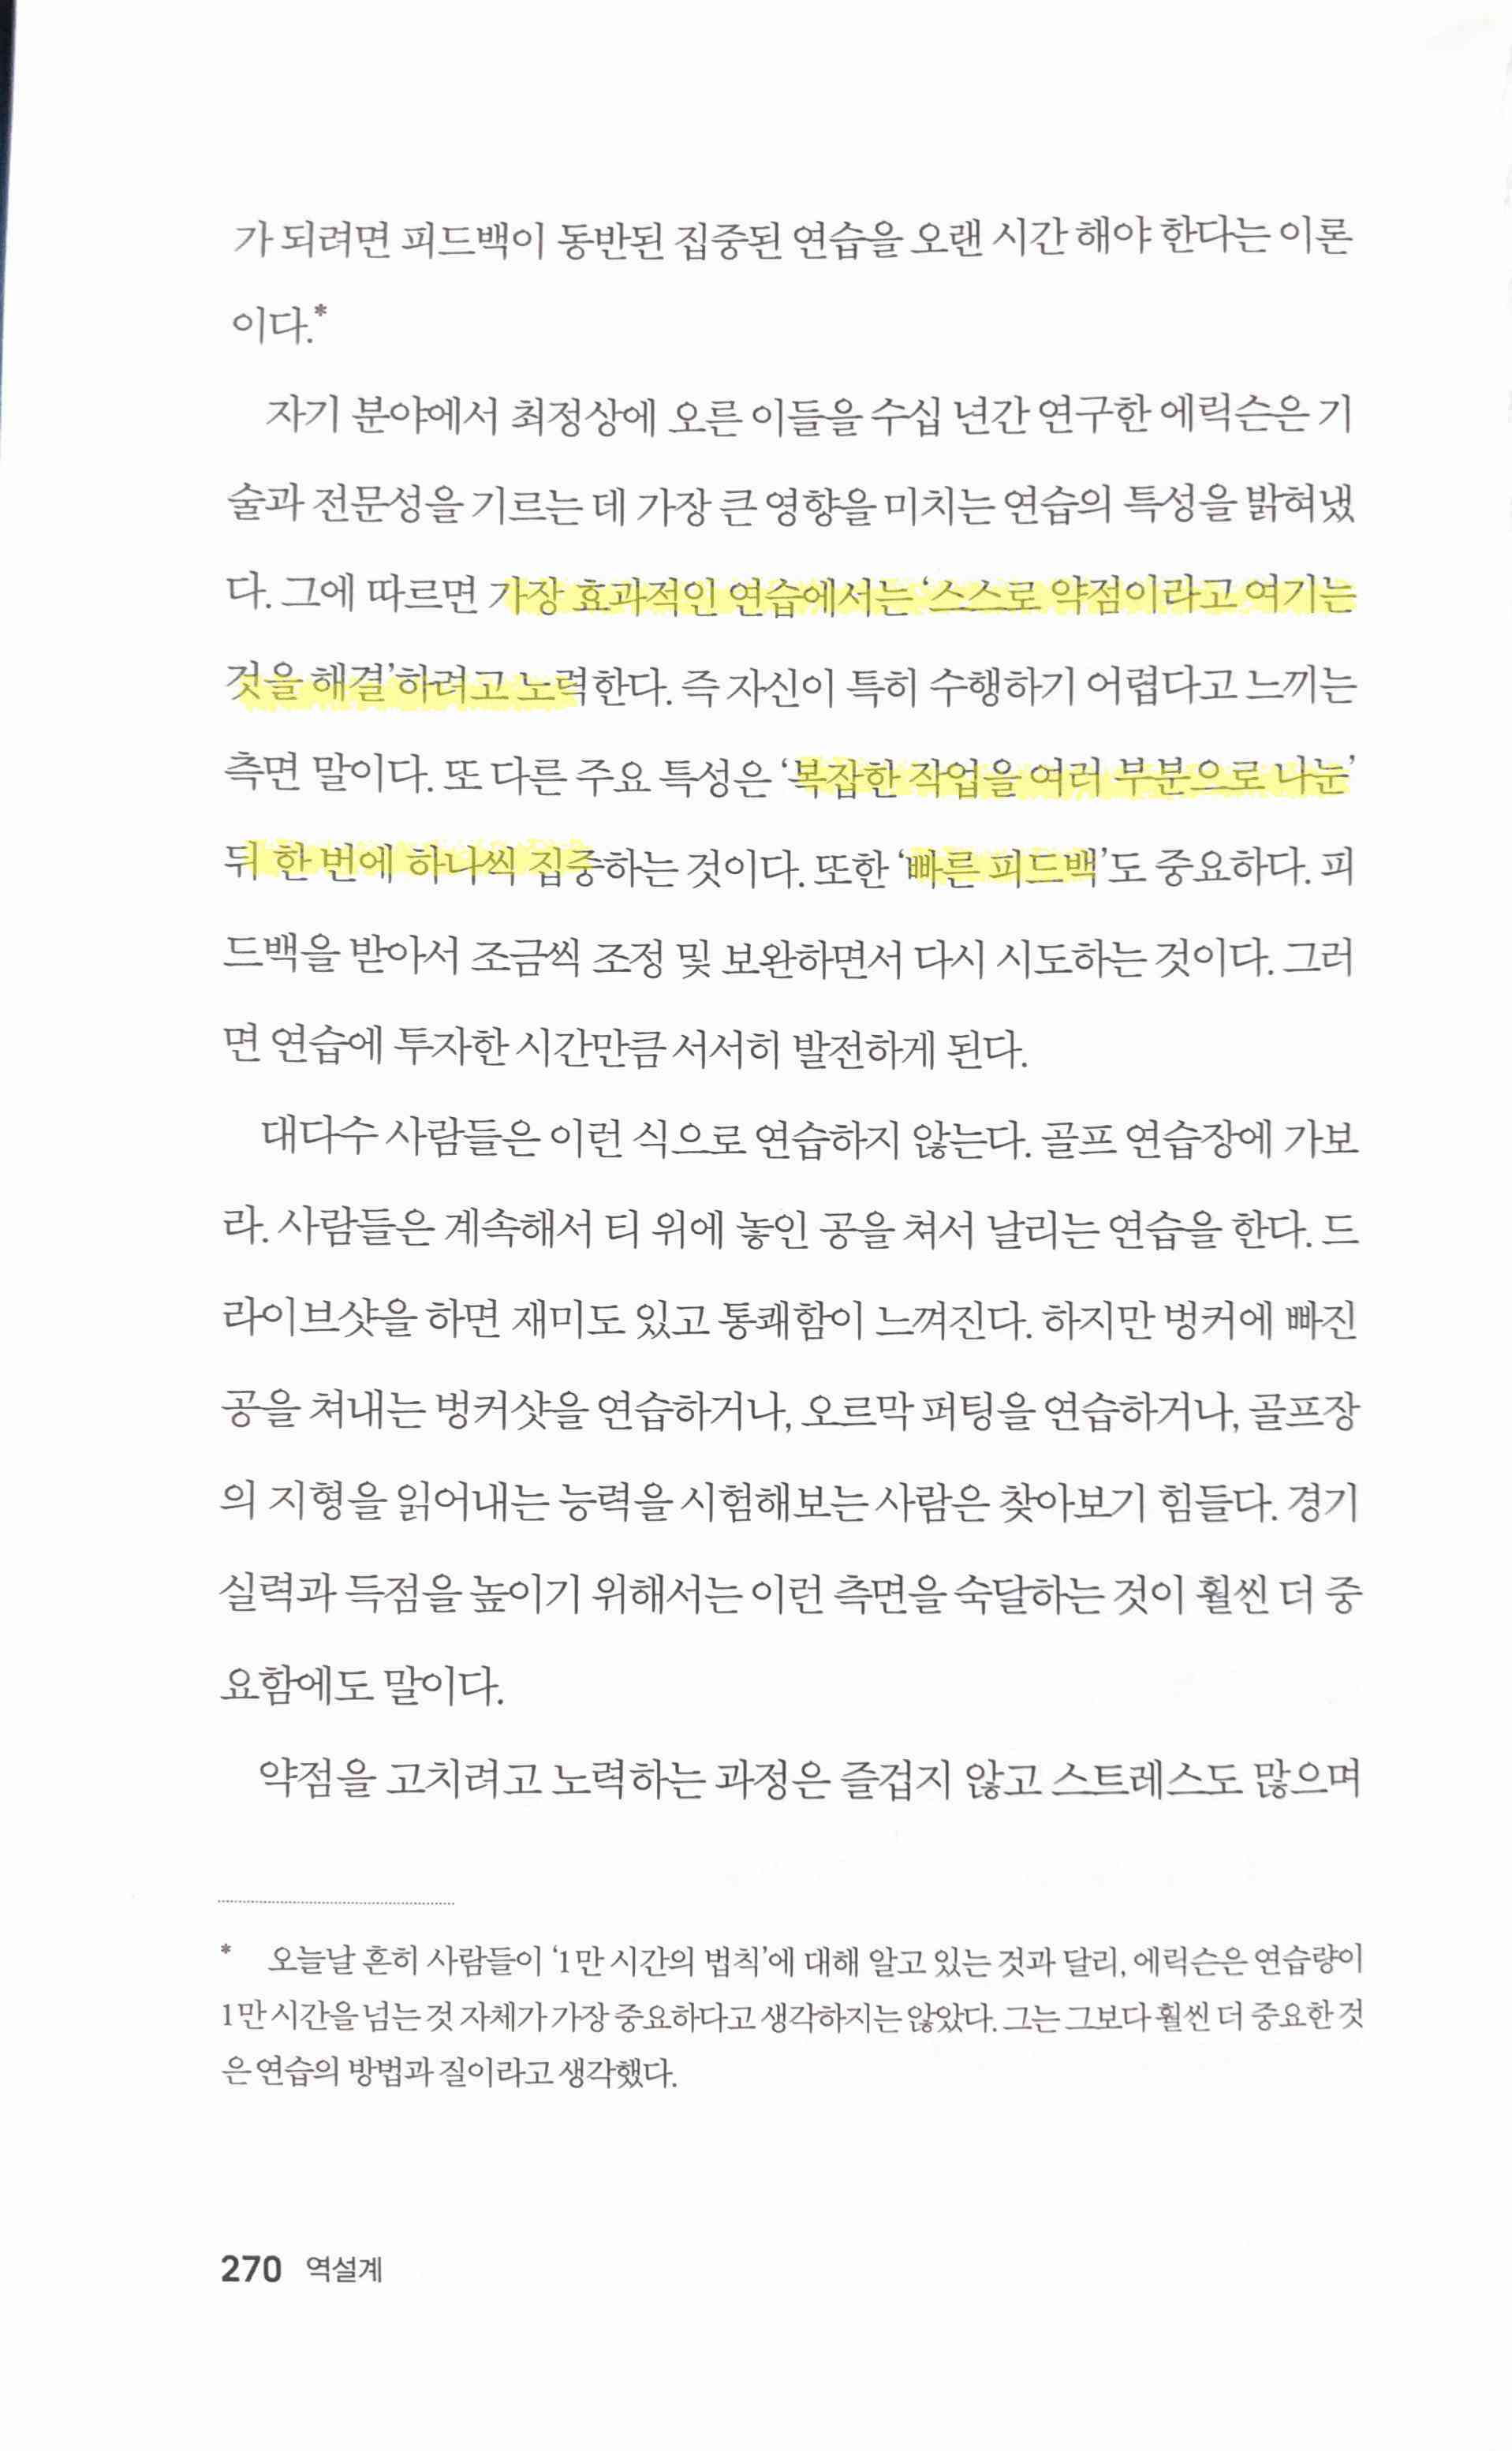 가 되려면 피드백이 동반된 집중된 연습을 오랜 시간 해야 한다는 이론
이다.*
자기 분야에서 최정상에 오른 이들을 수십 년간 연구한 에릭슨은 기
술과 전문성을 기르는 데 가장 큰 영향을 미치는 연습의 특성을 밝혀냈
다. 그에 따르면 가장 효과적인 연습에서는 ‘스스로 약점이라고 여기는
것을 해결’하려고 노력한다. 즉 자신이 특히 수행하기 어렵다고 느끼는
측면 말이다. 또 다른 주요 특성은 ‘복잡한 작업을 여러 부분으로 나눈’
뒤 한 번에 하나씩 집중하는 것이다. 또한 ‘빠른 피드백’도 중요하다. 피
드백을 받아서 조금씩 조정 및 보완하면서 다시 시도하는 것이다. 그러
면 연습에 투자한 시간만큼 서서히 발전하게 된다.
대다수 사람들은 이런 식으로 연습하지 않는다. 골프 연습장에 가보
라. 사람들은 계속해서 티 위에 놓인 공을 쳐서 날리는 연습을 한다. 드
라이브샷을 하면 재미도 있고 통쾌함이 느껴진다. 하지만 벙커에 빠진
공을 쳐내는 벙커샷을 연습하거나, 오르막 퍼팅을 연습하거나, 골프장
의 지형을 읽어내는 능력을 시험해보는 사람은 찾아보기 힘들다. 경기
실력과 득점을 높이기 위해서는 이런 측면을 숙달하는 것이 훨씬 더 중
요함에도 말이다.
약점을 고치려고 노력하는 과정은 즐겁지 않고 스트레스도 많으며
* 오늘날 흔히 사람들이 ‘1만 시간의 법칙’에 대해 알고 있는 것과 달리, 에릭슨은 연습량이
1만 시간을 넘는 것 자체가 가장 중요하다고 생각하지는 않았다. 그는 그보다 훨씬 더 중요한 것
은 연습의 방법과 질이라고 생각했다.
270 역설계